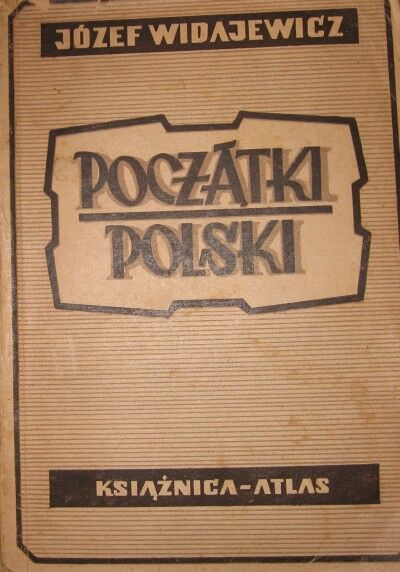 JÓZEF WIDAJEWICZ
POCZĄTKI
POLSKI
KSIĄŻNICA-ATLAS